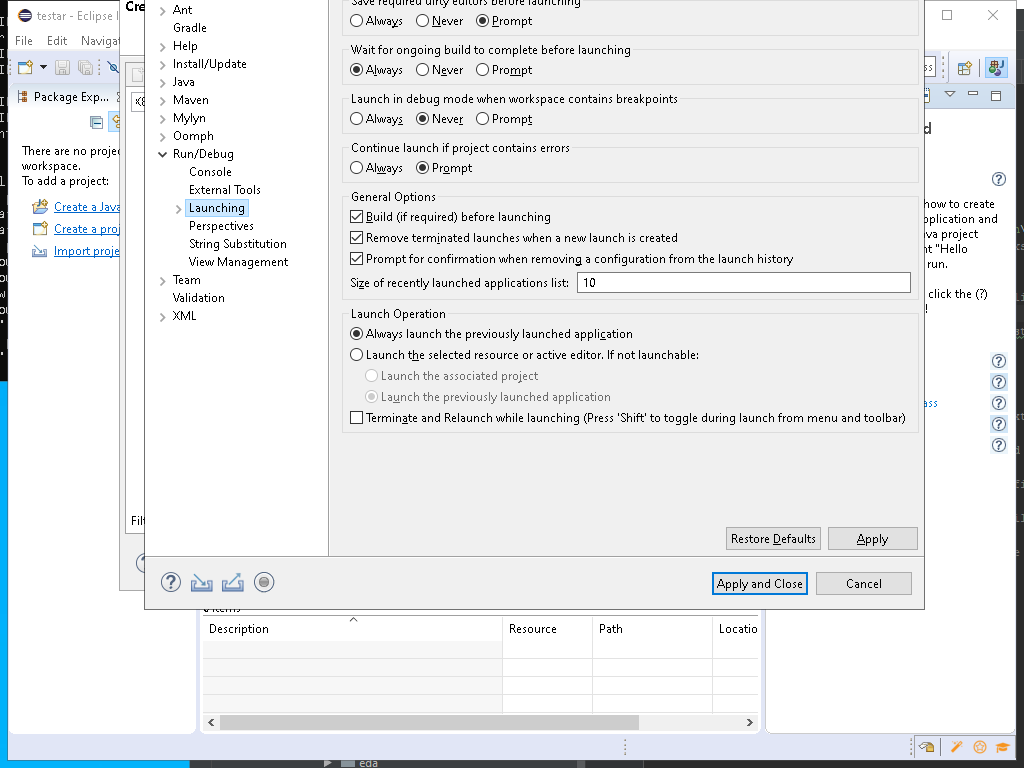 testar - Eclipse I
Cre
File Edit Navigat
Package Exp...
There are no projec
workspace.
To add a project:
Create a Java
Create a proj
Import proje
Ant
Gradle
Help
Install/Update
Java
Maven
Mylyn
Oomph
Run/Debug
Console
External Tools
Launching
Perspectives
String Substitution
View Management
Team
Validation
XML
Save required dirty editors before launching
Always Never Prompt
Wait for ongoing build to complete before launching
Always Never Prompt
Launch in debug mode when workspace contains breakpoints
Always Never Prompt
Continue launch if project contains errors
Always Prompt
General Options
Build (if required) before launching
Remove terminated launches when a new launch is created
Prompt for confirmation when removing a configuration from the launch history
Size of recently launched applications list: 10
Launch Operation
Always launch the previously launched application
Launch the selected resource or active editor. If not launchable:
Launch the associated project
Launch the previously launched application
Terminate and Relaunch while launching (Press 'Shift' to toggle during launch from menu and toolbar)
Restore Defaults Apply
Apply and Close Cancel
how to create
pplication and
va project
nt "Hello
run.
click the (?)
!
ass
Filt
Description Resource Path Locatio
eda